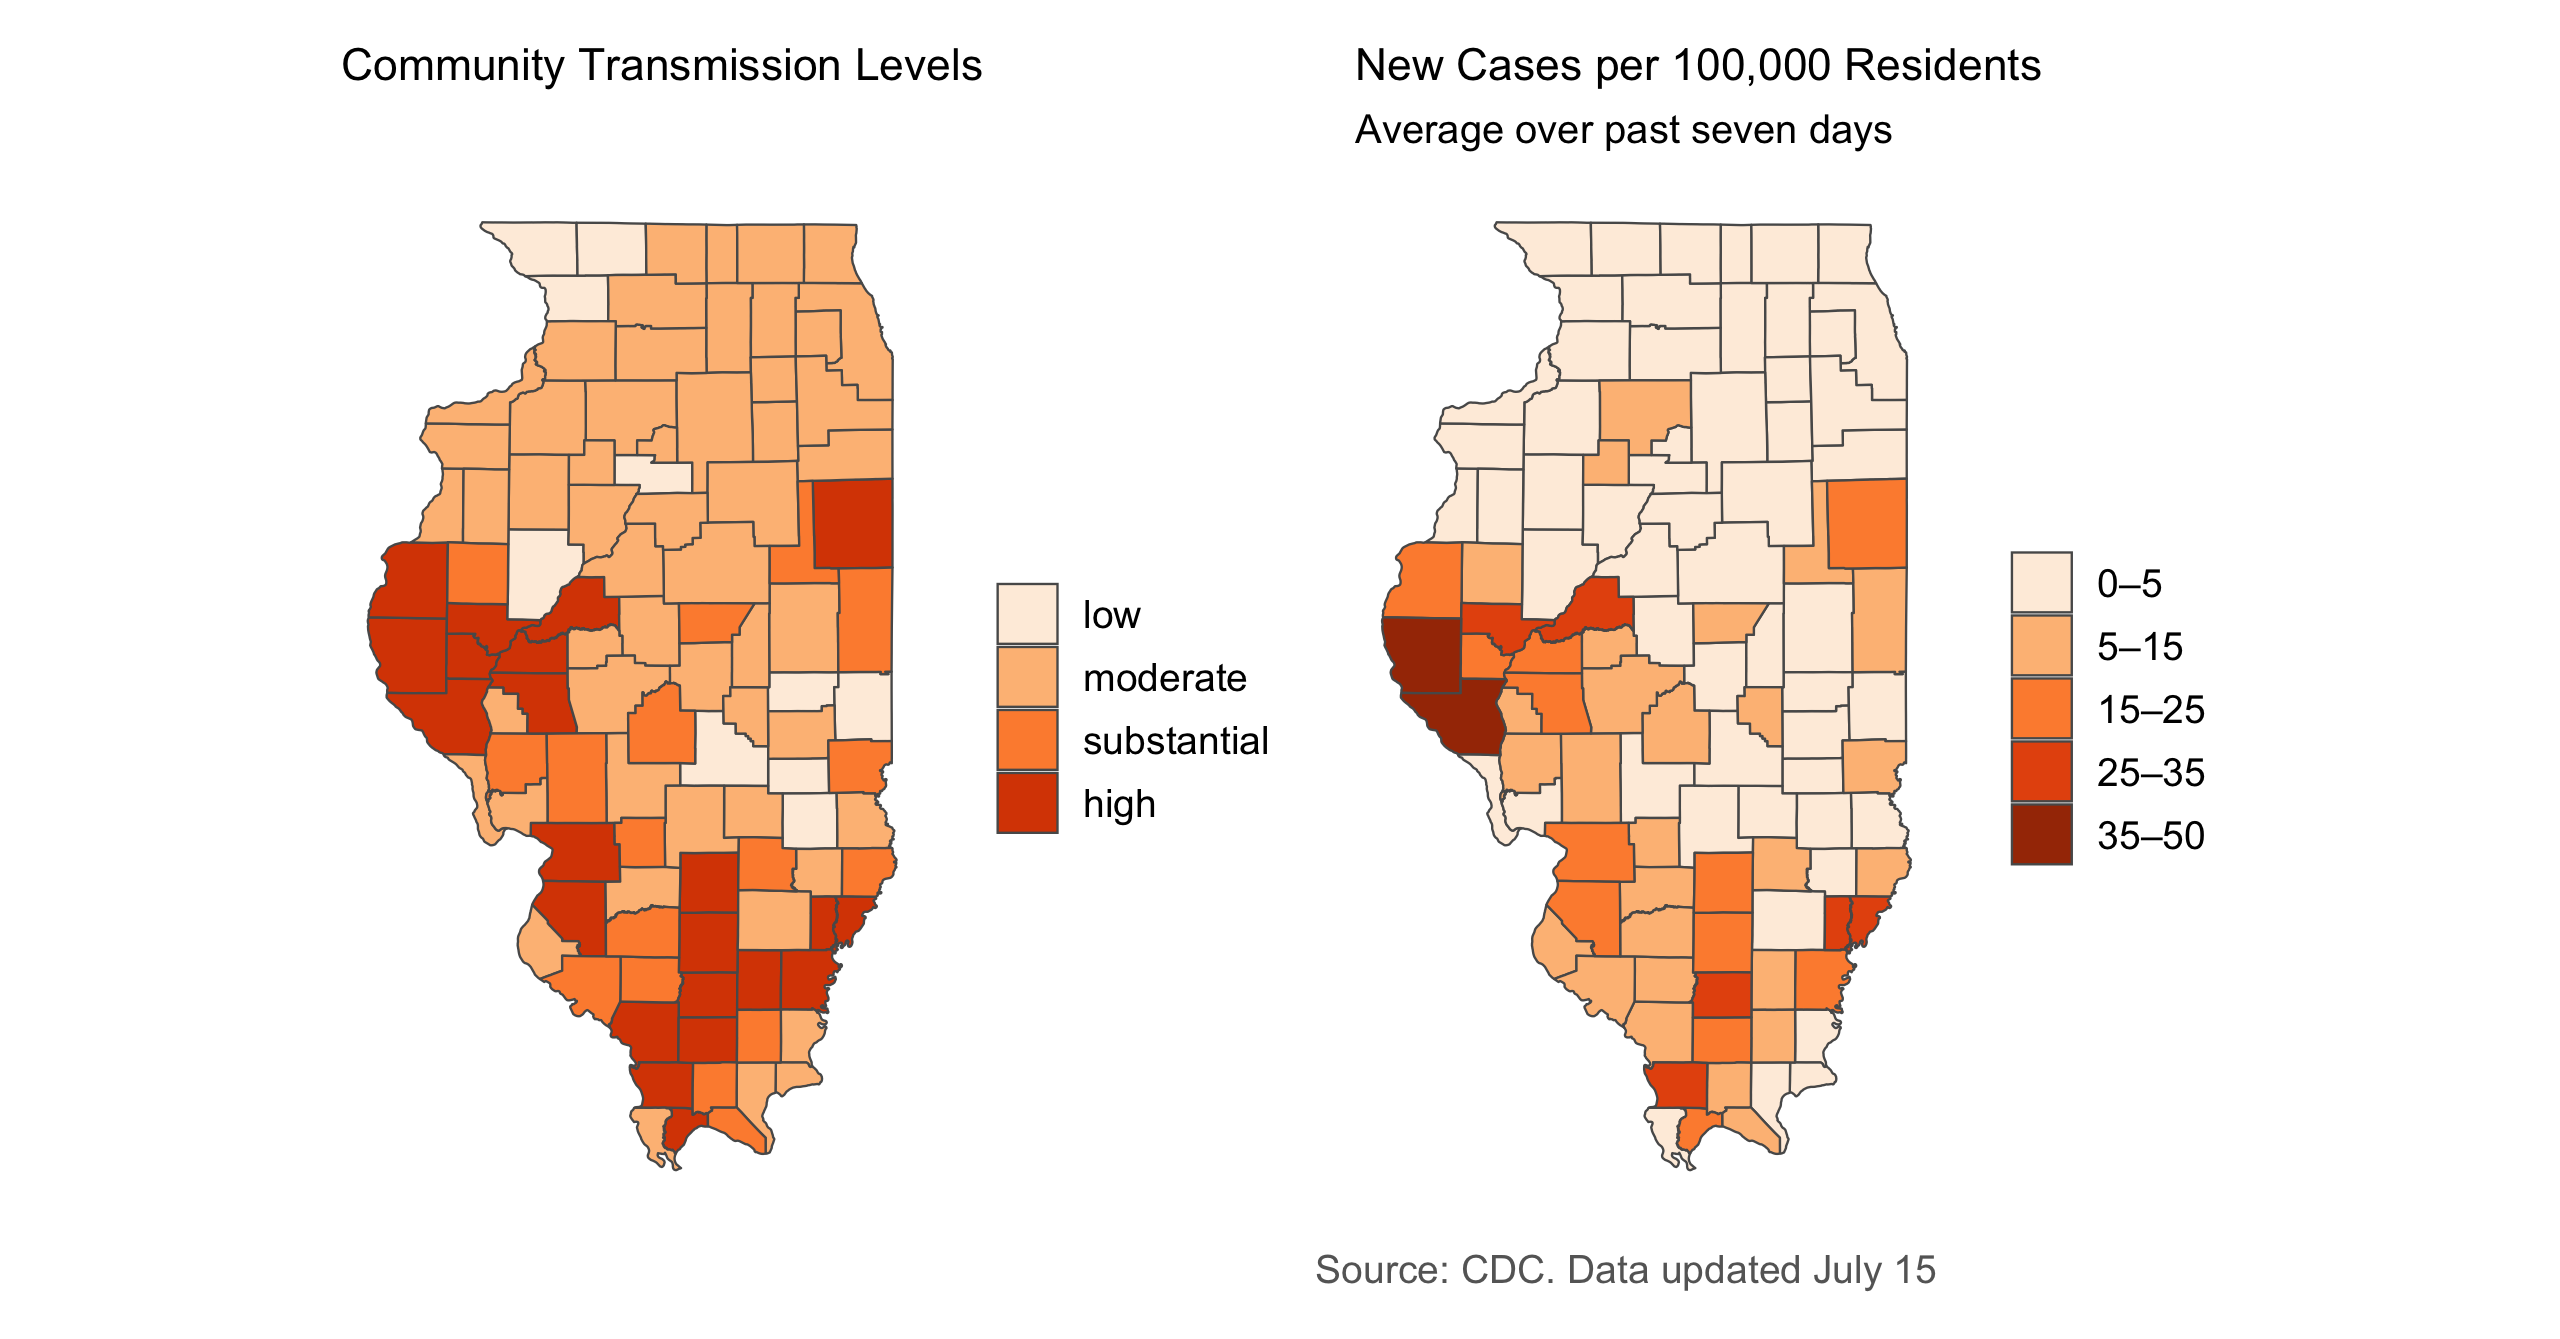 Community Transmission Levels
low
moderate
substantial
high
New Cases per 100,000 Residents
Average over past seven days
0–5
5–15
15–25
25–35
35–50
Source: CDC. Data updated July 15